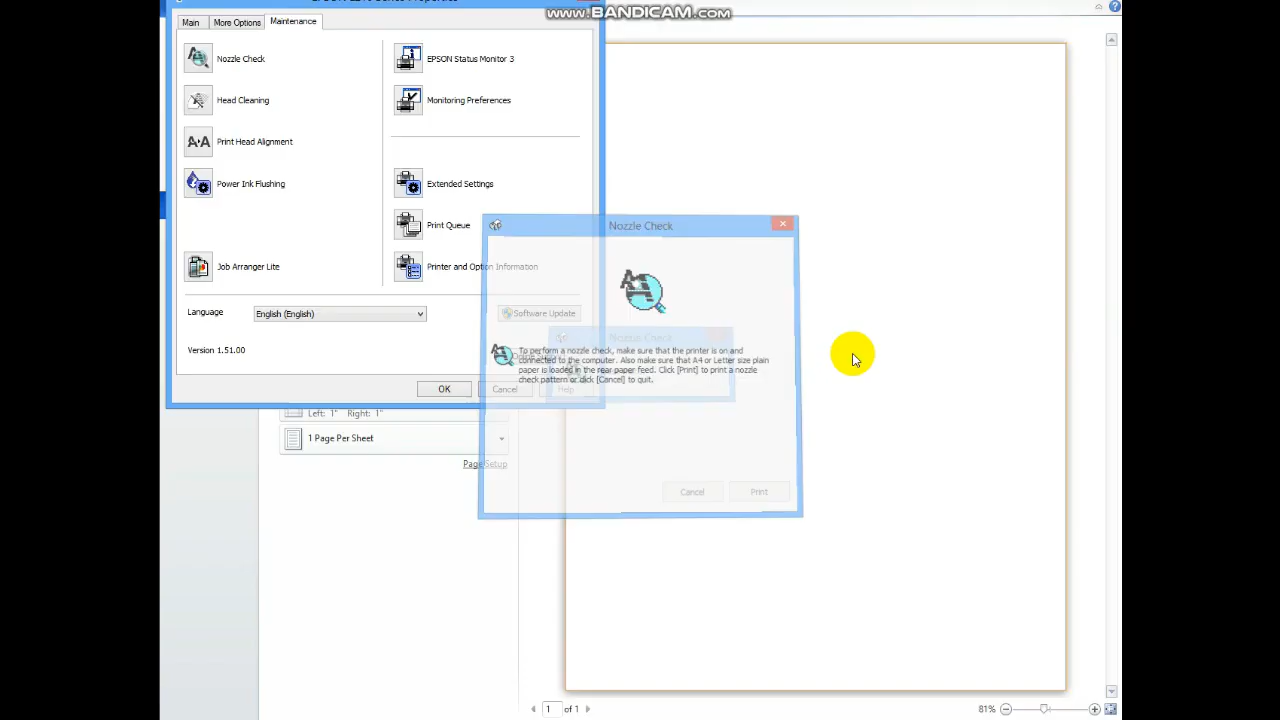 www.BANDICAM.com
Main
More Options
Maintenance
Nozzle Check
EPSON Status Monitor 3
Head Cleaning
Monitoring Preferences
Print Head Alignment
Power Ink Flushing
Extended Settings
Print Queue
Nozzle Check
Job Arranger Lite
Printer and Option Information
Language
English (English)
Software Update
Nozzle Check
Version 1.51.00
To perform a nozzle check, make sure that the printer is on and
connected to the computer. Also make sure that A4 or Letter size plain
paper is loaded in the rear paper feed. Click [Print] to print a nozzle
check pattern or click [Cancel] to quit.
OK
Cancel
Help
Left: 1" Right: 1"
1 Page Per Sheet
Page Setup
Cancel
Print
1 of 1
81%